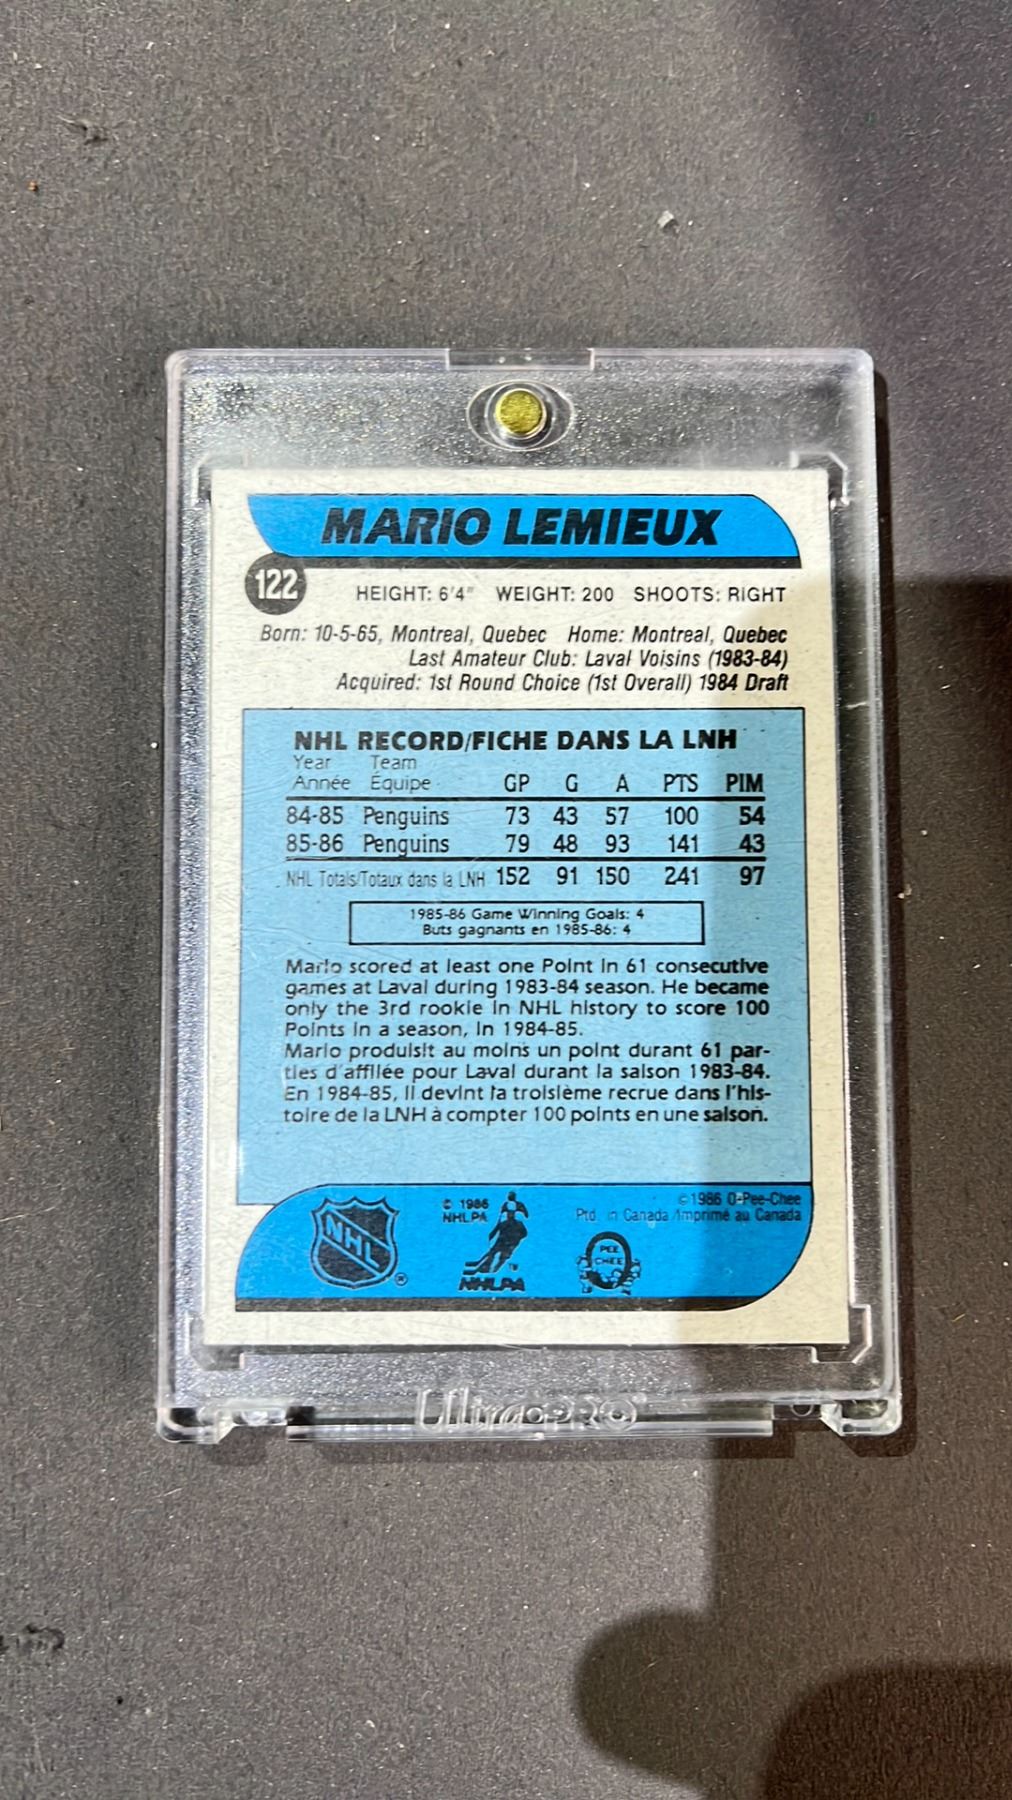 MARIO LEMIEUX
122
HEIGHT: 6'4" WEIGHT: 200 SHOOTS: RIGHT
Born: 10-5-65, Montreal, Quebec Home: Montreal, Quebec
Last Amateur Club: Laval Voisins (1983-84)
Acquired: 1st Round Choice (1st Overall) 1984 Draft
NHL RECORD/FICHE DANS LA LNH
Year Team
Année Équipe GP G A PTS PIM
84-85 Penguins 73 43 57 100 54
85-86 Penguins 79 48 93 141 43
NHL Totals/Totaux dans la LNH 152 91 150 241 97
1985-86 Game Winning Goals: 4
Buts gagnants en 1985-86: 4
Mario scored at least one Point in 61 consecutive
games at Laval during 1983-84 season. He became
only the 3rd rookie in NHL history to score 100
Points in a season, in 1984-85.
Mario produisit au moins un point durant 61 par-
ties d'affilée pour Laval durant la saison 1983-84.
En 1984-85, il devint la troisième recrue dans l'his-
toire de la LNH à compter 100 points en une saison.
NHL ®
© 1986
NHLPA
TM
NHLPA
© 1986 O-Pee-Chee
Ptd. in Canada/Imprimé au Canada
PEE
CHEE
Ultra•PRO